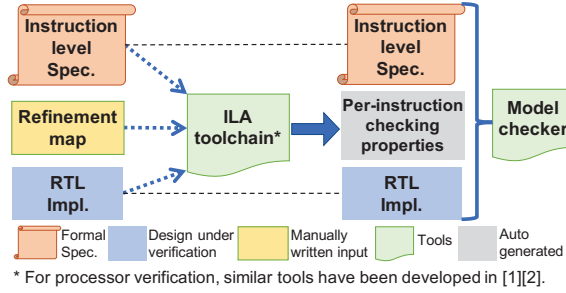 Instruction
level
Spec.
Refinement
map
RTL
Impl.
ILA
toolchain*
Instruction
level
Spec.
Per-instruction
checking
properties
RTL
Impl.
Model
checker
Formal
Spec.
Design under
verification
Manually
written input
Tools
Auto
generated
* For processor verification, similar tools have been developed in [1][2].